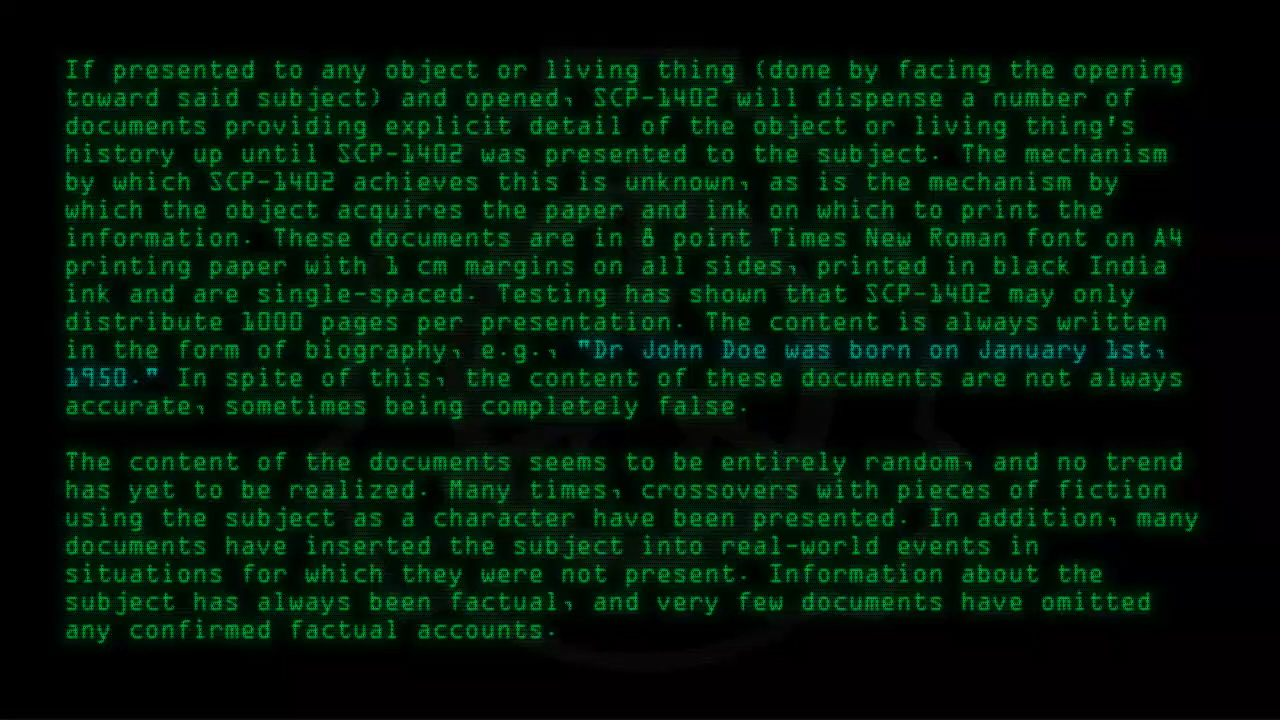 If presented to any object or living thing (done by facing the opening
toward said subject) and opened, SCP-1402 will dispense a number of
documents providing explicit detail of the object or living thing's
history up until SCP-1402 was presented to the subject. The mechanism
by which SCP-1402 achieves this is unknown, as is the mechanism by
which the object acquires the paper and ink on which to print the
information. These documents are in 8 point Times New Roman font on A4
printing paper with 1 cm margins on all sides, printed in black India
ink and are single-spaced. Testing has shown that SCP-1402 may only
distribute 1000 pages per presentation. The content is always written
in the form of biography, e.g., "Dr John Doe was born on January 1st,
1950." In spite of this, the content of these documents are not always
accurate, sometimes being completely false.
The content of the documents seems to be entirely random, and no trend
has yet to be realized. Many times, crossovers with pieces of fiction
using the subject as a character have been presented. In addition, many
documents have inserted the subject into real-world events in
situations for which they were not present. Information about the
subject has always been factual, and very few documents have omitted
any confirmed factual accounts.